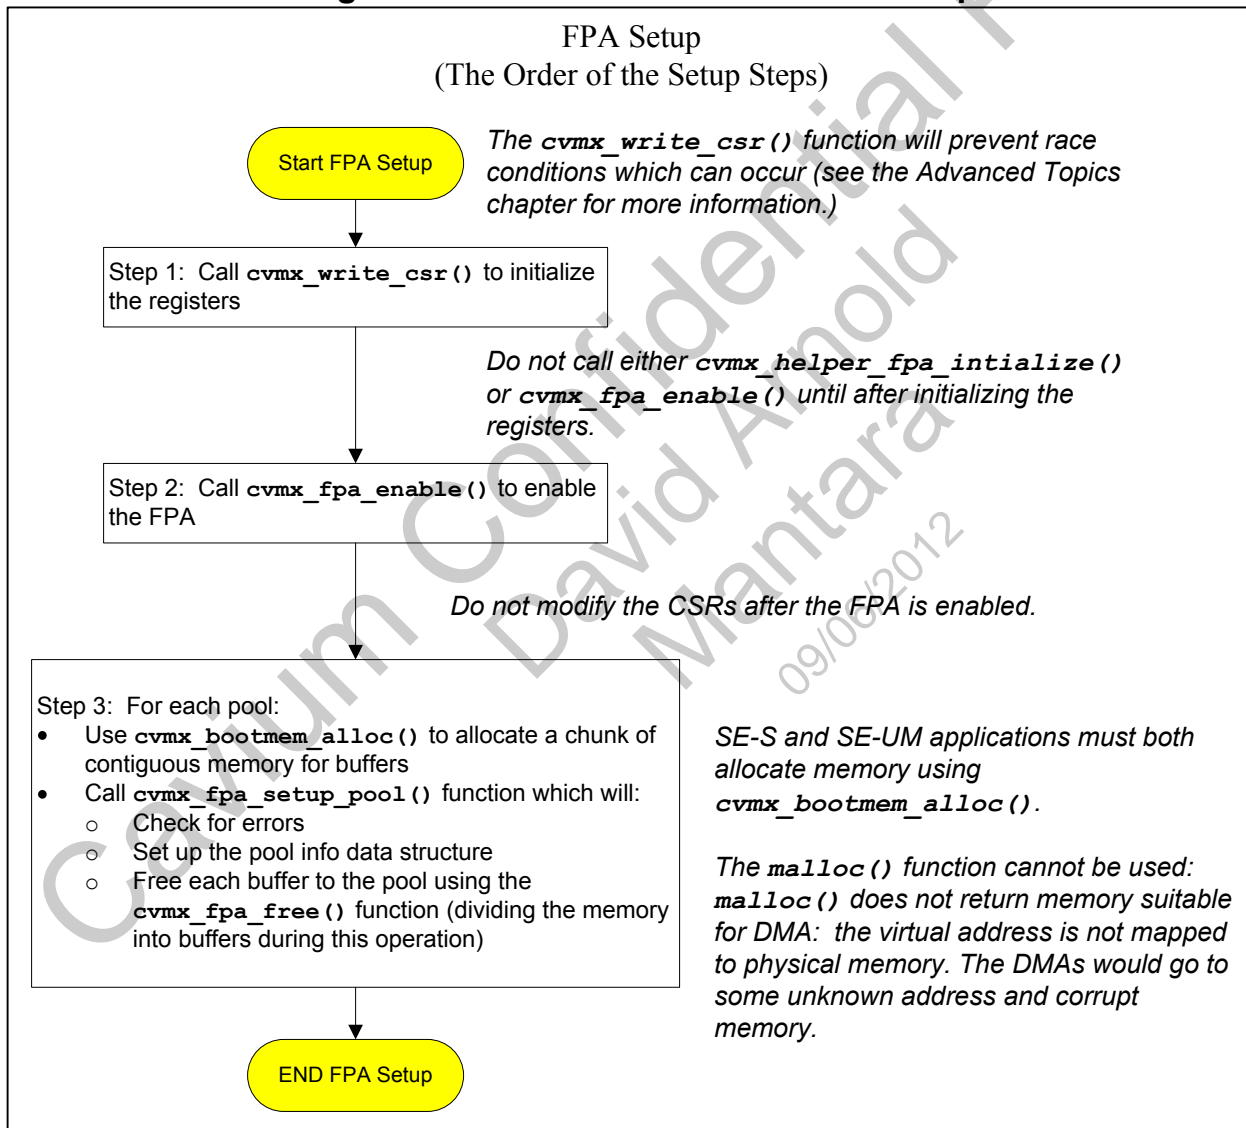 FPA Setup
(The Order of the Setup Steps)
Start FPA Setup
The cvmx_write_csr() function will prevent race
conditions which can occur (see the Advanced Topics
chapter for more information.)
Step 1: Call cvmx_write_csr() to initialize
the registers
Do not call either cvmx_helper_fpa_intialize()
or cvmx_fpa_enable() until after initializing the
registers.
Step 2: Call cvmx_fpa_enable() to enable
the FPA
Do not modify the CSRs after the FPA is enabled.
Step 3: For each pool:
• Use cvmx_bootmem_alloc() to allocate a chunk of
contiguous memory for buffers
• Call cvmx_fpa_setup_pool() function which will:
o Check for errors
o Set up the pool info data structure
o Free each buffer to the pool using the
cvmx_fpa_free() function (dividing the memory
into buffers during this operation)
SE-S and SE-UM applications must both
allocate memory using
cvmx_bootmem_alloc().
The malloc() function cannot be used:
malloc() does not return memory suitable
for DMA: the virtual address is not mapped
to physical memory. The DMAs would go to
some unknown address and corrupt
memory.
END FPA Setup
Cavium Confidential
David Arnold
Mantara
09/06/2012